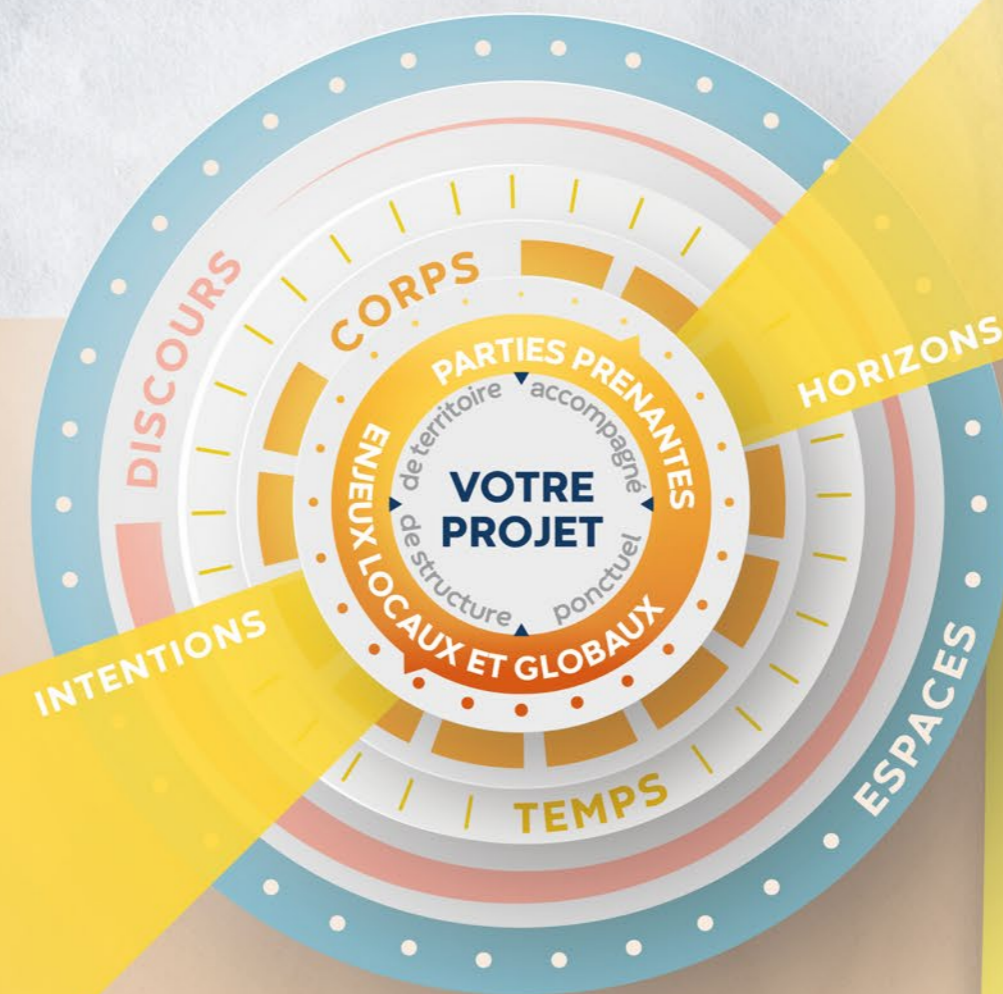 DISCOURS
CORPS
PARTIES PRENANTES
HORIZONS
de territoire
accompagné
VOTRE
PROJET
de structure
ponctuel
ENJEUX LOCAUX ET GLOBAUX
INTENTIONS
ESPACES
TEMPS